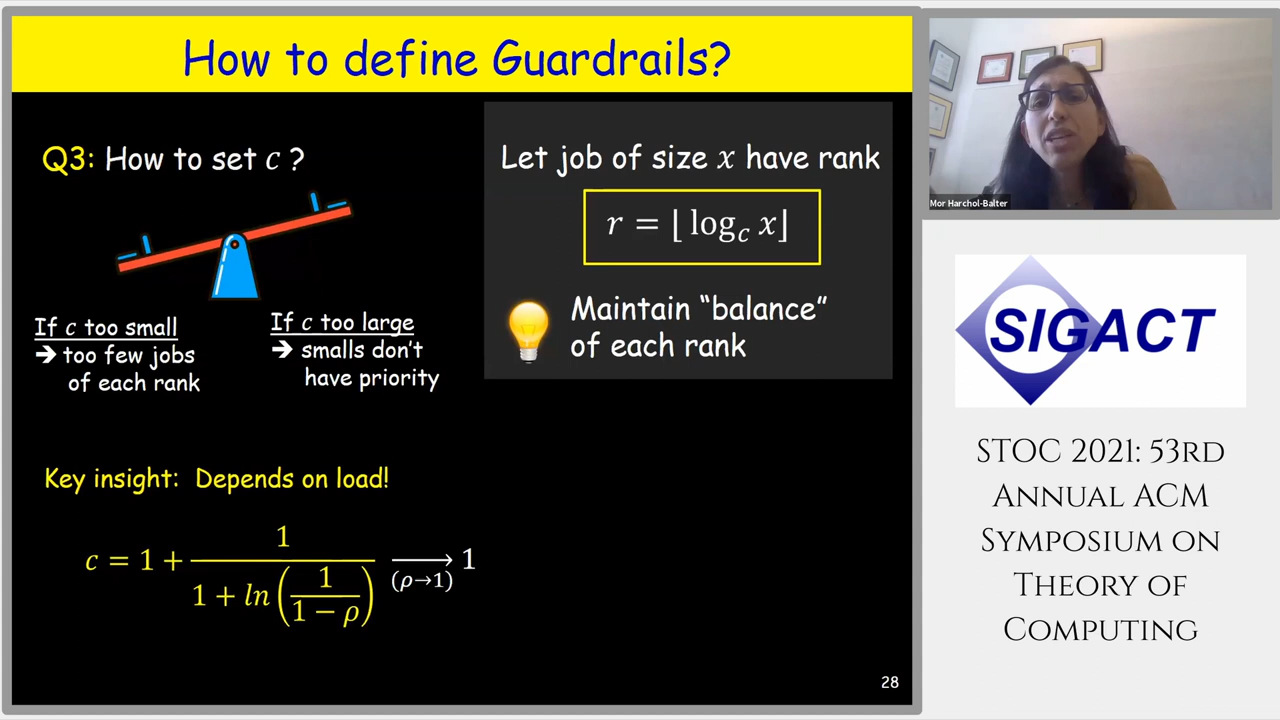 How to define Guardrails?
Q3: How to set c ?
If c too small
➔ too few jobs
of each rank
If c too large
➔ smalls don't
have priority
Let job of size x have rank
r = ⌊ log_c x⌋
Maintain “balance”
of each rank
Key insight: Depends on load!
c = 1 + 1 / (1 + ln(1 / (1 − ρ))) ⟶ (ρ→1) 1
28
Mor Harchol-Balter
SIGACT
STOC 2021: 53rd
Annual ACM
Symposium on
Theory of
Computing